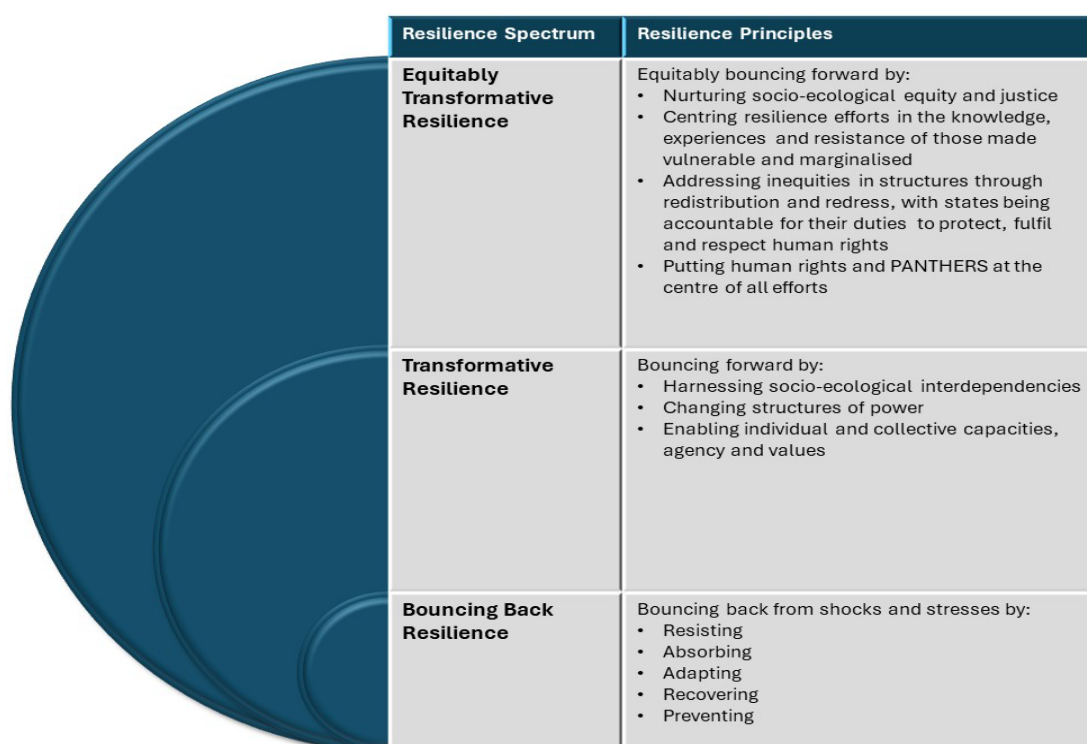 Resilience Spectrum
Resilience Principles
Equitably
Transformative
Resilience
Equitably bouncing forward by:
• Nurturing socio-ecological equity and justice
• Centring resilience efforts in the knowledge,
experiences and resistance of those made
vulnerable and marginalised
• Addressing inequities in structures through
redistribution and redress, with states being
accountable for their duties to protect, fulfil
and respect human rights
• Putting human rights and PANTHERS at the
centre of all efforts
Transformative
Resilience
Bouncing forward by:
• Harnessing socio-ecological interdependencies
• Changing structures of power
• Enabling individual and collective capacities,
agency and values
Bouncing Back
Resilience
Bouncing back from shocks and stresses by:
• Resisting
• Absorbing
• Adapting
• Recovering
• Preventing